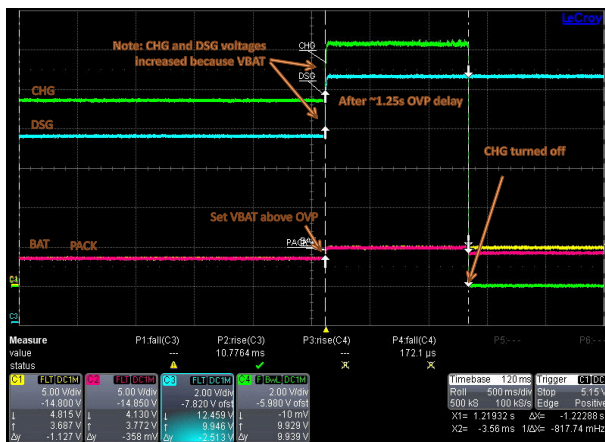 LeCroy
Note: CHG and DSG voltages
increased because VBAT
CHG
DSG
After ~1.25s OVP delay
CHG
DSG
CHG turned off
Set VBAT above OVP
BAT PACK
PACK
C1
C3
Measure P1:fall(C3) P2:rise(C3) P3:rise(C4) P4:fall(C4) P5:--- P6:---
value --- 10.7764 ms --- 172.1 µs
status
C1 FLT DC1M C2 FLT DC1M C3 FLT DC1M C4 F BwL DC1M Timebase 120 ms Trigger C1 DC
5.00 V/div 5.00 V/div 2.00 V/div 2.00 V/div Roll 500 ms/div Stop 5.15 V
-14.800 V -14.850 V -7.820 V ofst -5.980 V ofst 500 kS 100 kS/s Edge Positive
↓ 4.815 V ↓ 4.130 V ↓ 12.459 V ↓ -10 mV X1= 1.21932 s ΔX= -1.22288 s
↑ 3.687 V ↑ 3.772 V ↑ 9.946 V ↑ 9.929 V X2= -3.56 ms 1/ΔX= -817.74 mHz
Δy -1.127 V Δy -358 mV Δy -2.513 V Δy 9.939 V